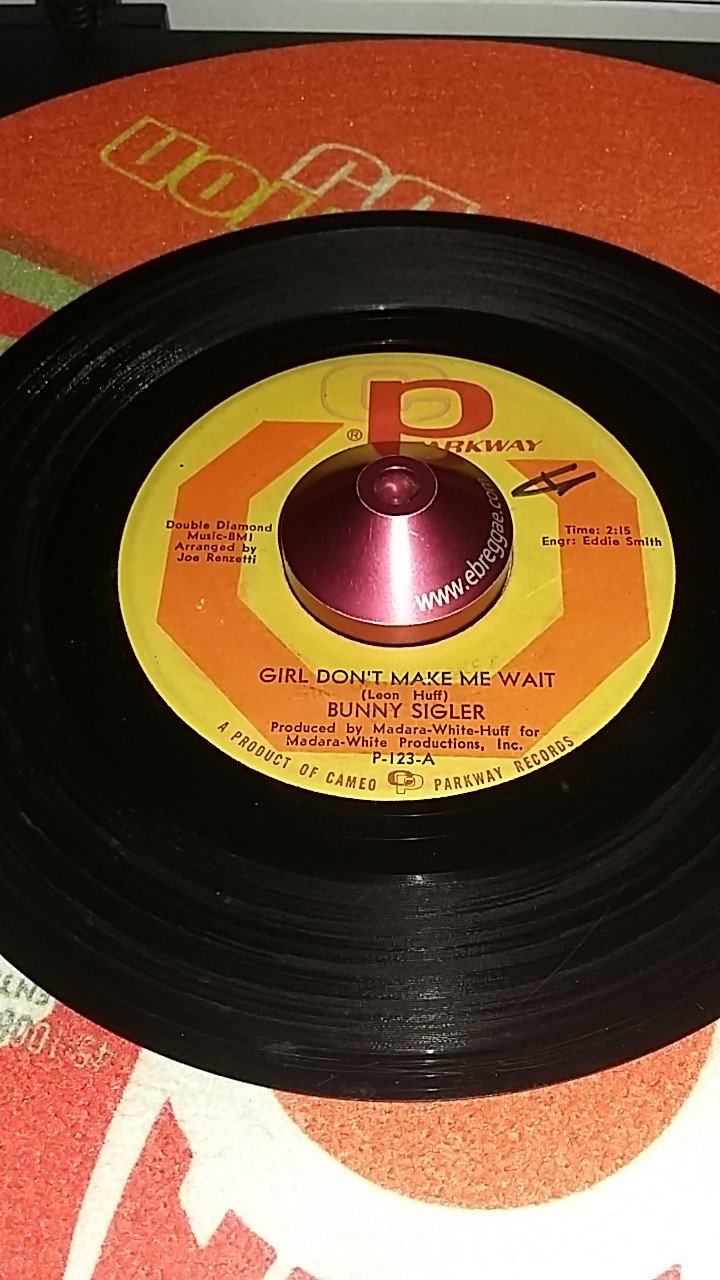 P
®
PARKWAY
Double Diamond
Music-BMI
Arranged by
Joe Renzetti
Time: 2:15
Engr: Eddie Smith
www.ebreggae.com
GIRL DON'T MAKE ME WAIT
(Leon Huff)
BUNNY SIGLER
Produced by Madara-White-Huff for
Madara-White Productions, Inc.
P-123-A
A PRODUCT OF CAMEO CP PARKWAY RECORDS